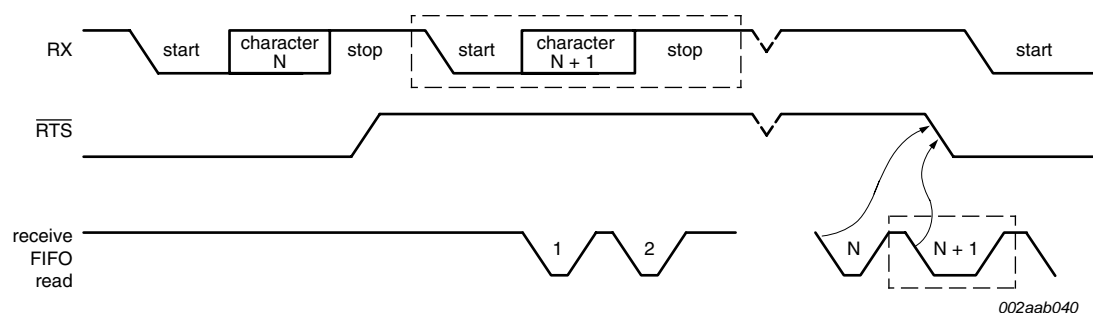 RX
start
character
N
stop
start
character
N + 1
stop
start
RTS
receive
FIFO
read
1
2
N
N + 1
002aab040